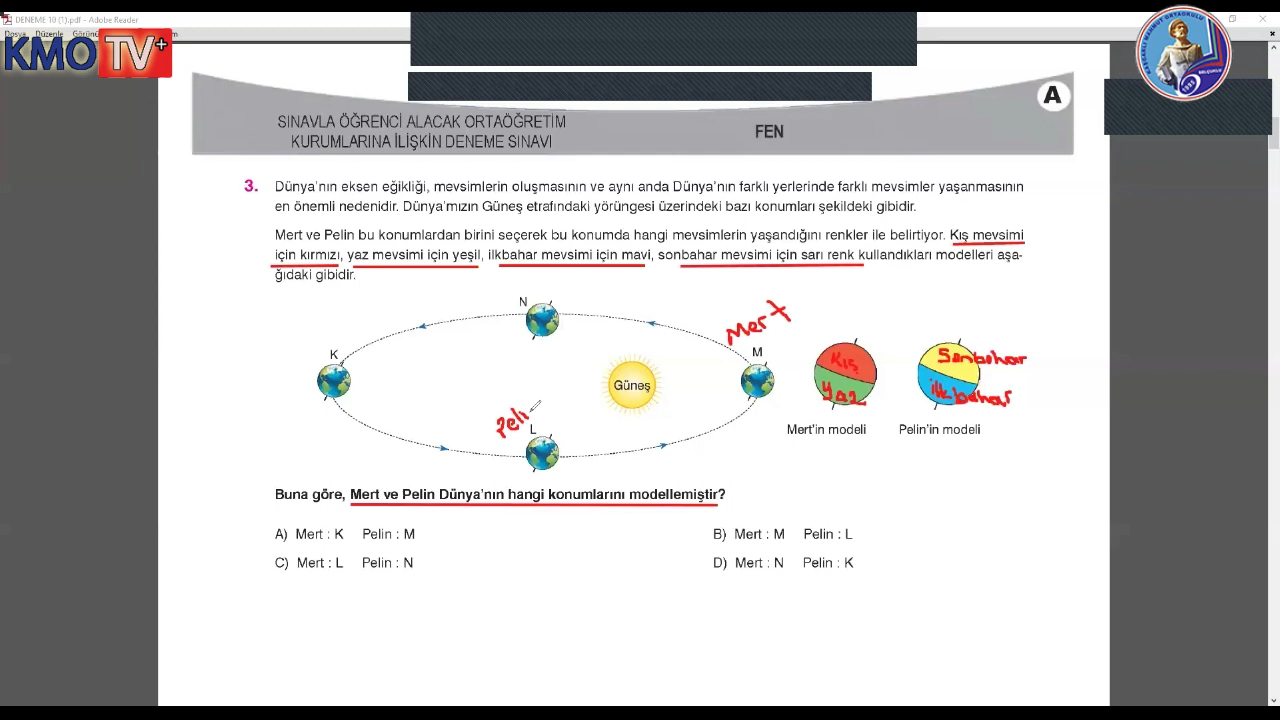 DENEME 10 (1).pdf - Adobe Reader
Dosya Düzenle
KMO TV+
A
SINAVLA ÖĞRENCİ ALACAK ORTAÖĞRETİM
KURUMLARINA İLİŞKİN DENEME SINAVI
FEN
3. Dünya'nın eksen eğikliği, mevsimlerin oluşmasının ve aynı anda Dünya'nın farklı yerlerinde farklı mevsimler yaşanmasının
en önemli nedenidir. Dünya'mızın Güneş etrafındaki yörüngesi üzerindeki bazı konumları şekildeki gibidir.
Mert ve Pelin bu konumlardan birini seçerek bu konumda hangi mevsimlerin yaşandığını renkler ile belirtiyor. Kış mevsimi
için kırmızı, yaz mevsimi için yeşil, ilkbahar mevsimi için mavi, sonbahar mevsimi için sarı renk kullandıkları modelleri aşa-
ğıdaki gibidir.
N
Mert
K
M
Kış
Sonbahar
Güneş
Yaz
ilkbahar
Peli
L
Mert'in modeli
Pelin'in modeli
Buna göre, Mert ve Pelin Dünya'nın hangi konumlarını modellemiştir?
A) Mert : K Pelin : M
B) Mert : M Pelin : L
C) Mert : L Pelin : N
D) Mert : N Pelin : K